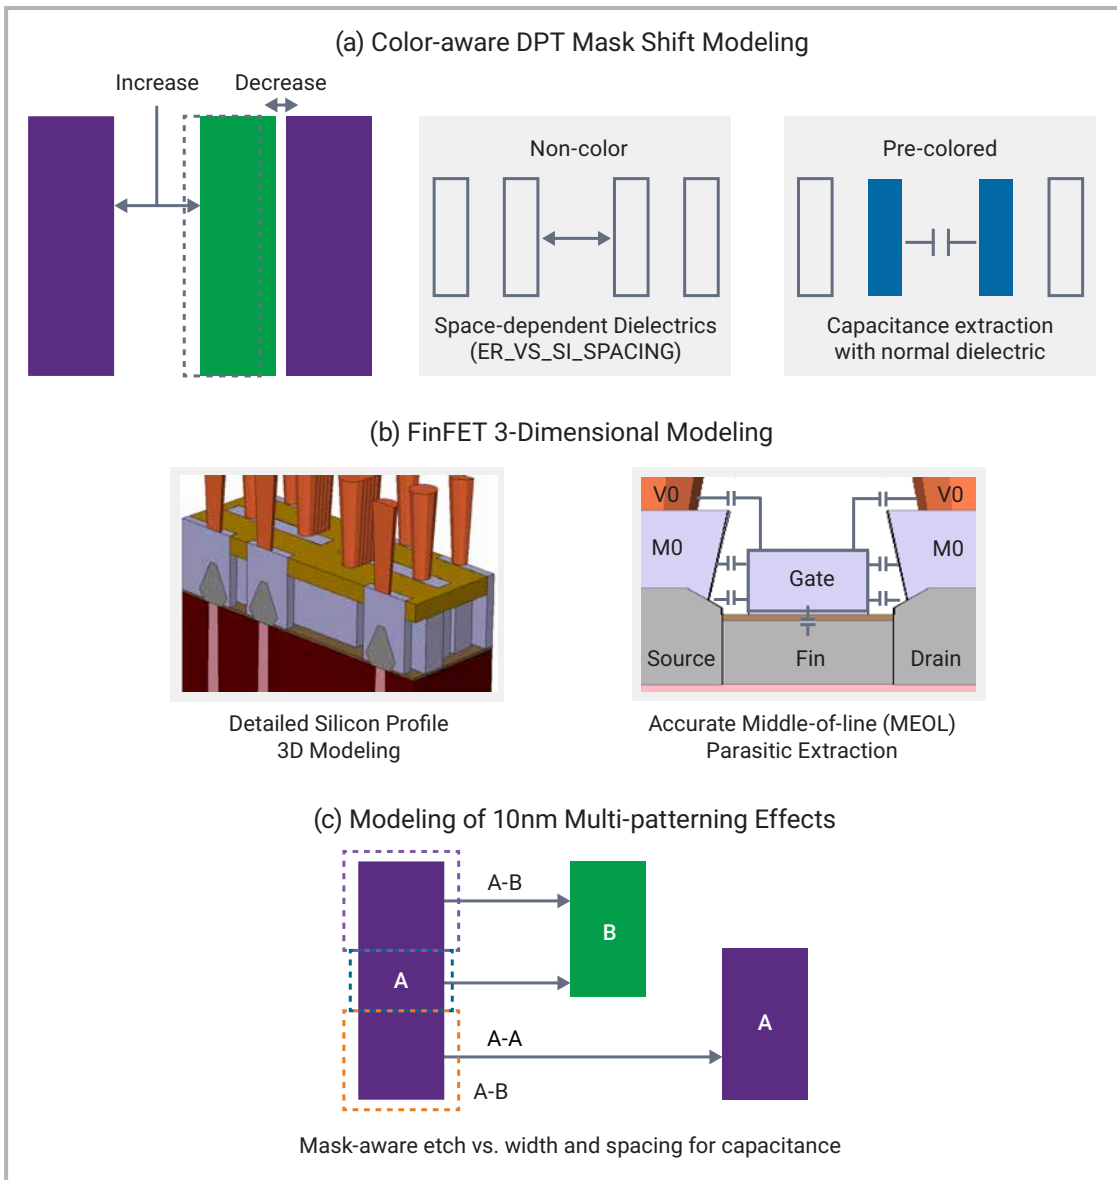 (a) Color-aware DPT Mask Shift Modeling
Increase
Decrease
Non-color
Space-dependent Dielectrics
(ER_VS_SI_SPACING)
Pre-colored
Capacitance extraction
with normal dielectric
(b) FinFET 3-Dimensional Modeling
Detailed Silicon Profile
3D Modeling
V0
V0
M0
M0
Gate
Source
Fin
Drain
Accurate Middle-of-line (MEOL)
Parasitic Extraction
(c) Modeling of 10nm Multi-patterning Effects
A-B
B
A
A
A-A
A-B
Mask-aware etch vs. width and spacing for capacitance